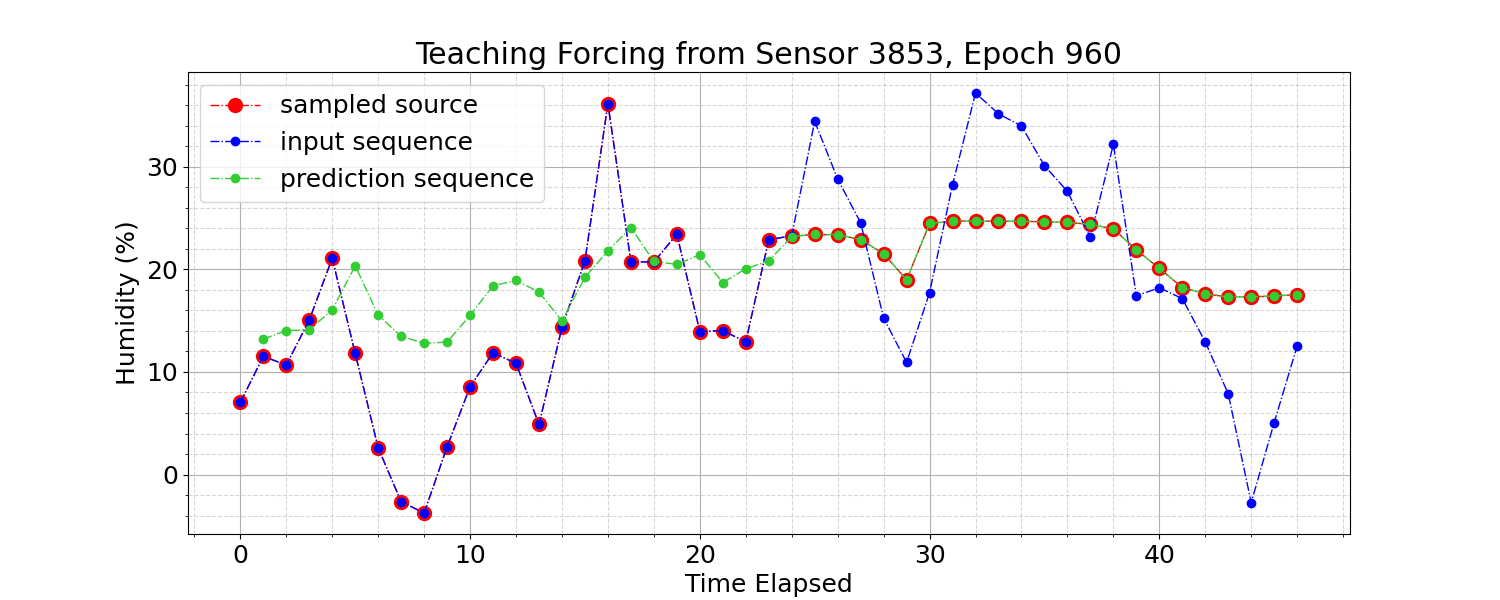 Teaching Forcing from Sensor 3853, Epoch 960
sampled source
input sequence
prediction sequence
Humidity (%)
30
20
10
0
0 10 20 30 40
Time Elapsed